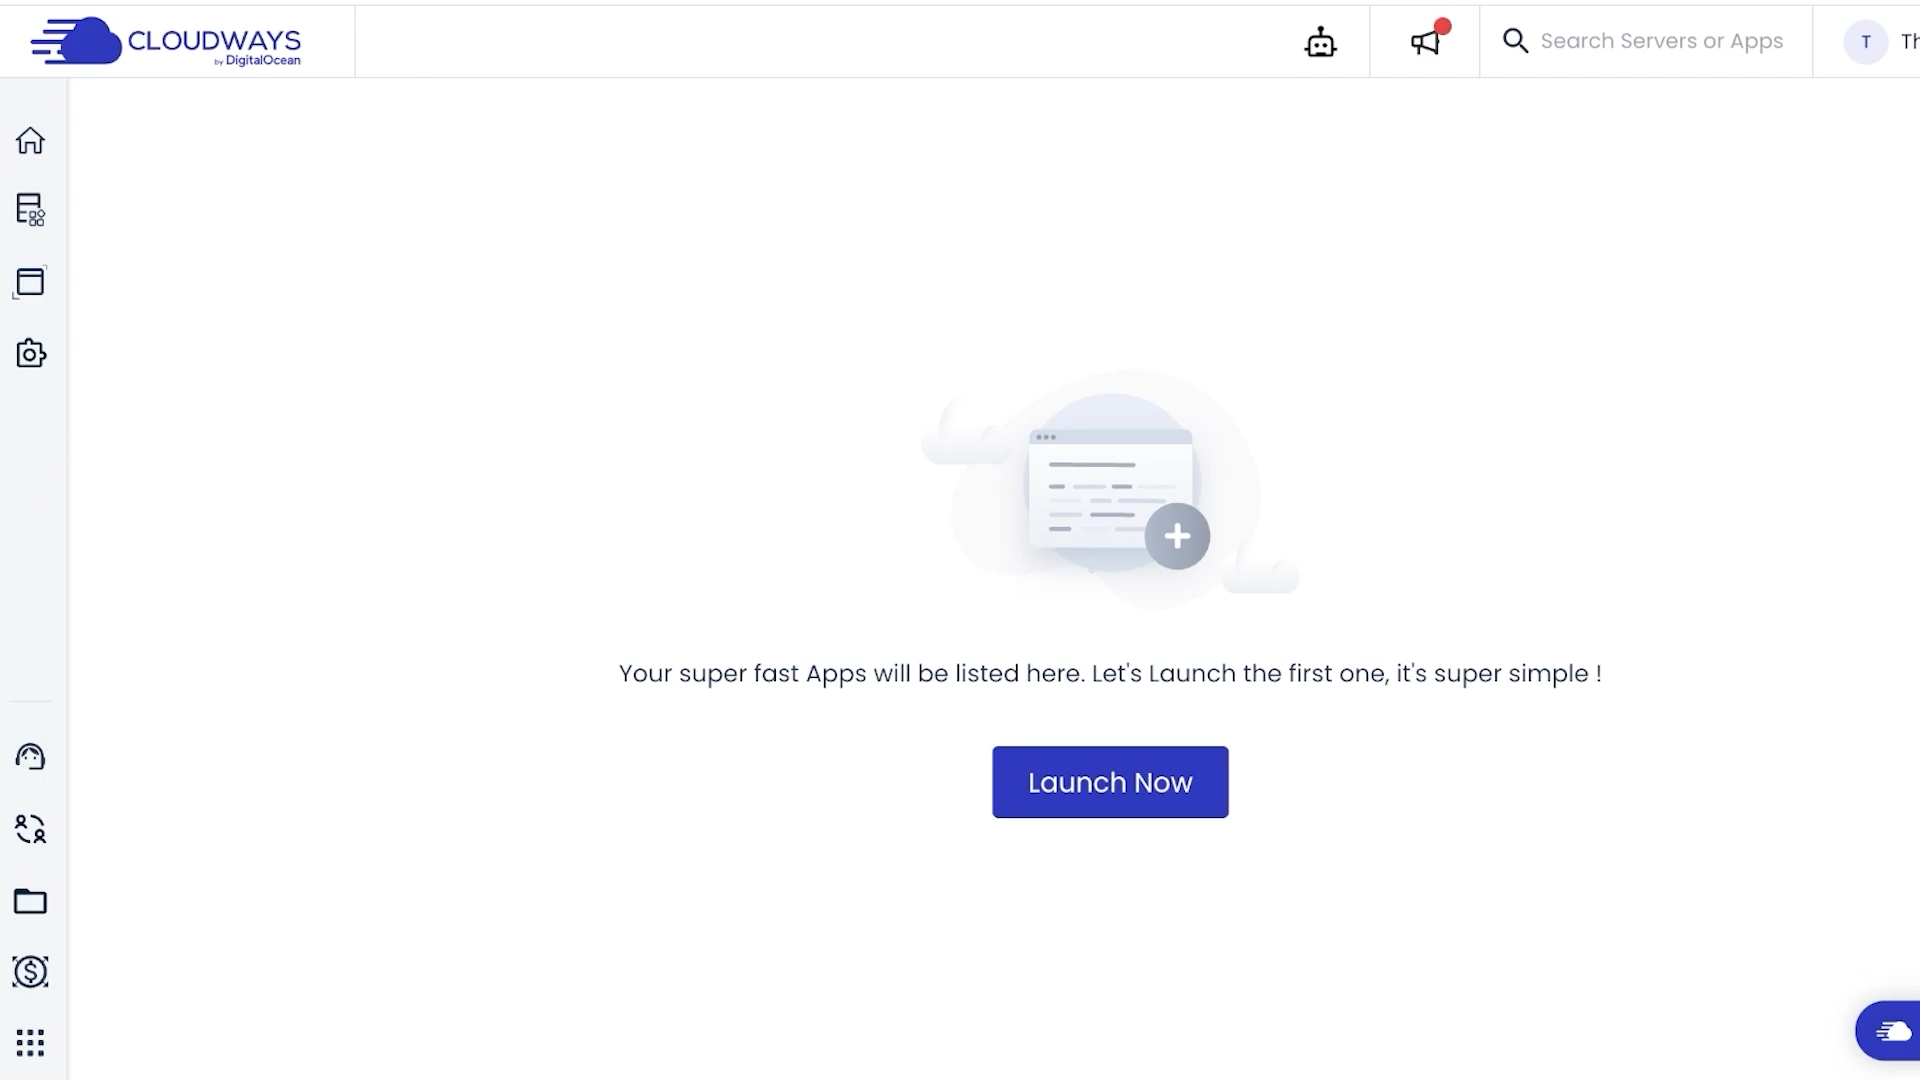 CLOUDWAYS
by DigitalOcean
Search Servers or Apps
T
Th
Your super fast Apps will be listed here. Let's Launch the first one, it's super simple !
Launch Now